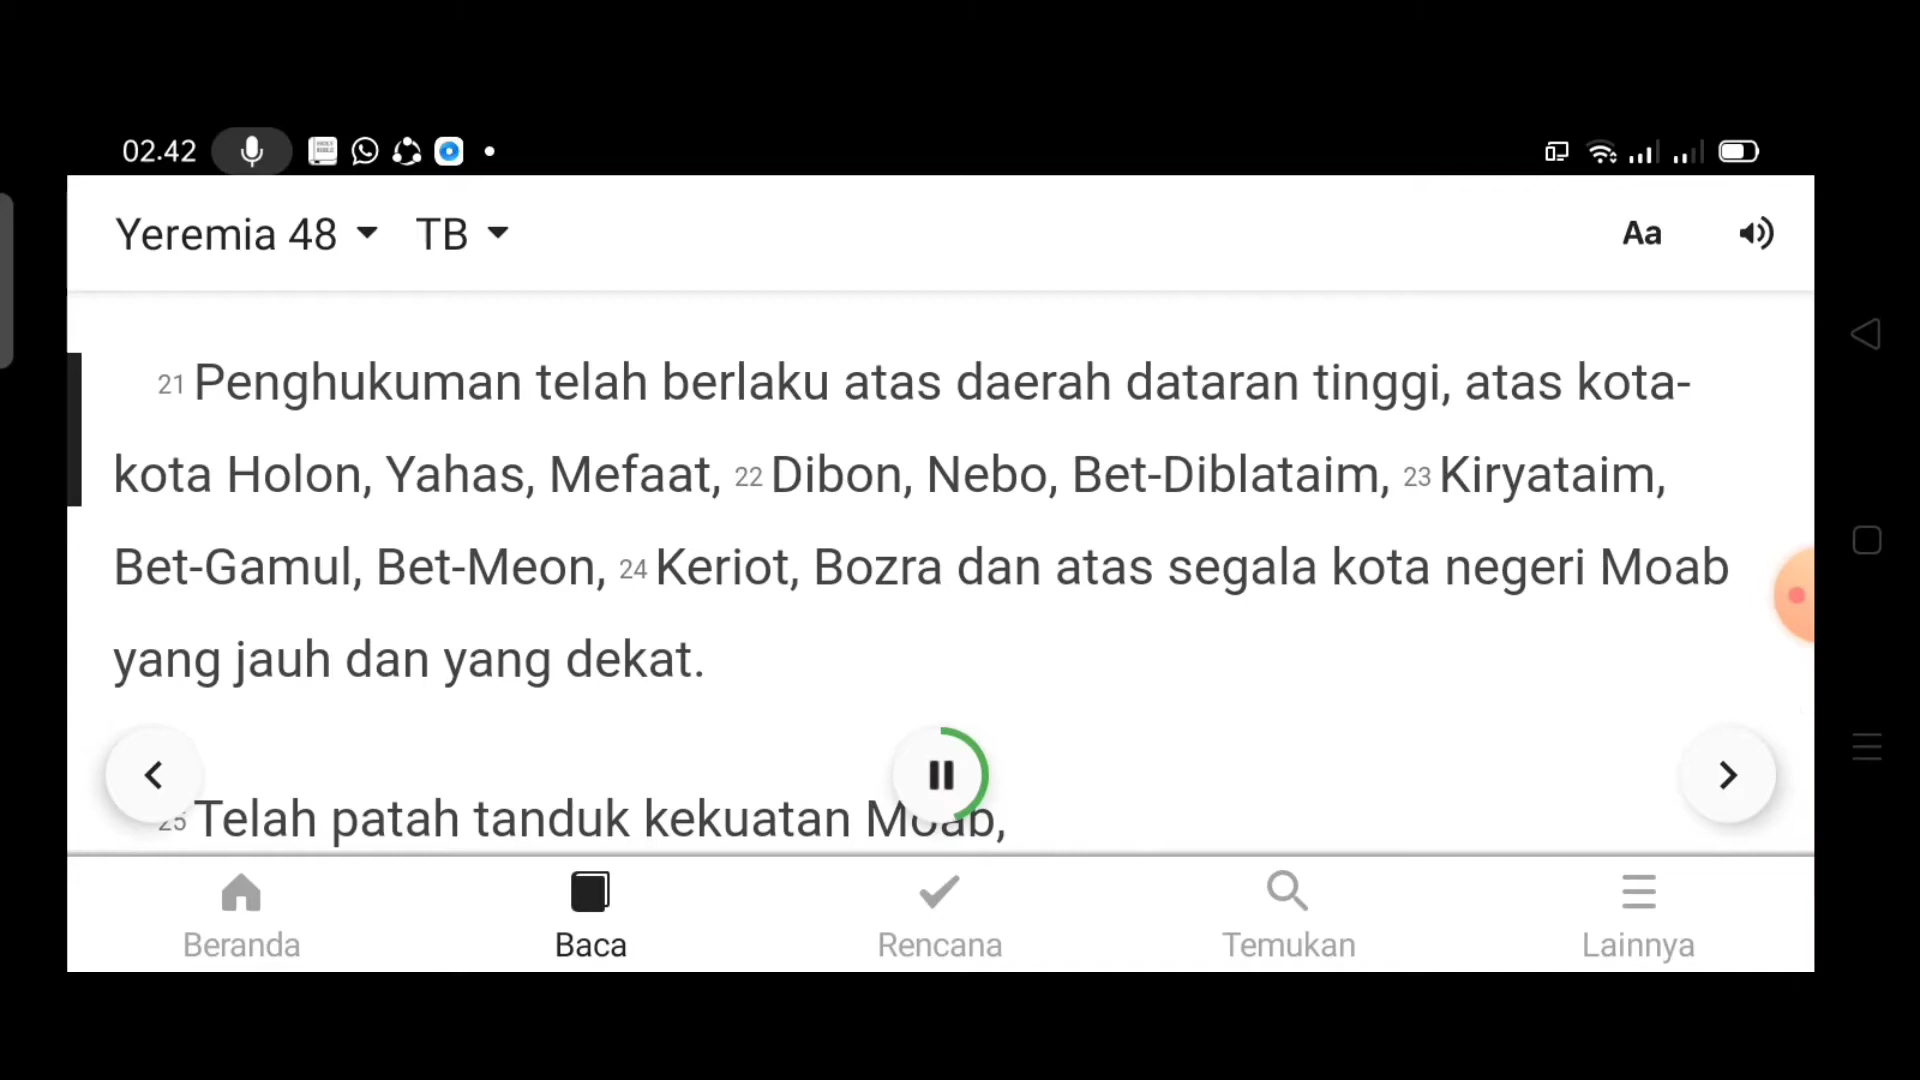 02.42
Yeremia 48 TB Aa
21 Penghukuman telah berlaku atas daerah dataran tinggi, atas kota-
kota Holon, Yahas, Mefaat, 22 Dibon, Nebo, Bet-Diblataim, 23 Kiryataim,
Bet-Gamul, Bet-Meon, 24 Keriot, Bozra dan atas segala kota negeri Moab
yang jauh dan yang dekat.
25 Telah patah tanduk kekuatan Moab,
Beranda Baca Rencana Temukan Lainnya